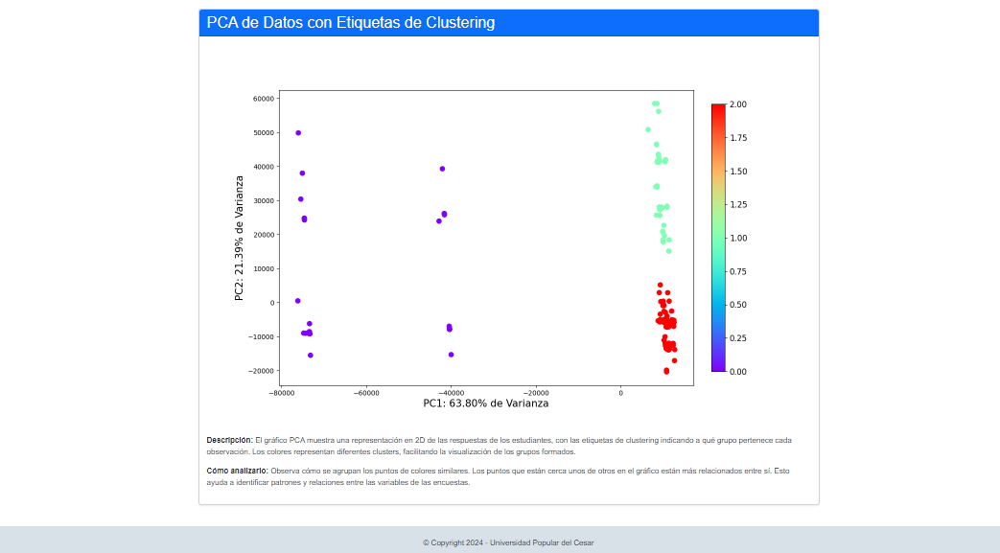 PCA de Datos con Etiquetas de Clustering
60000
50000
40000
30000
20000
10000
0
−10000
−20000
PC2: 21.39% de Varianza
−80000
−60000
−40000
−20000
0
PC1: 63.80% de Varianza
2.00
1.75
1.50
1.25
1.00
0.75
0.50
0.25
0.00
Descripción: El gráfico PCA muestra una representación en 2D de las respuestas de los estudiantes, con las etiquetas de clustering indicando a qué grupo pertenece cada
observación. Los colores representan diferentes clusters, facilitando la visualización de los grupos formados.
Cómo analizarlo: Observa cómo se agrupan los puntos de colores similares. Los puntos que están cerca unos de otros en el gráfico están más relacionados entre sí. Esto
ayuda a identificar patrones y relaciones entre las variables de las encuestas.
© Copyright 2024 - Universidad Popular del Cesar